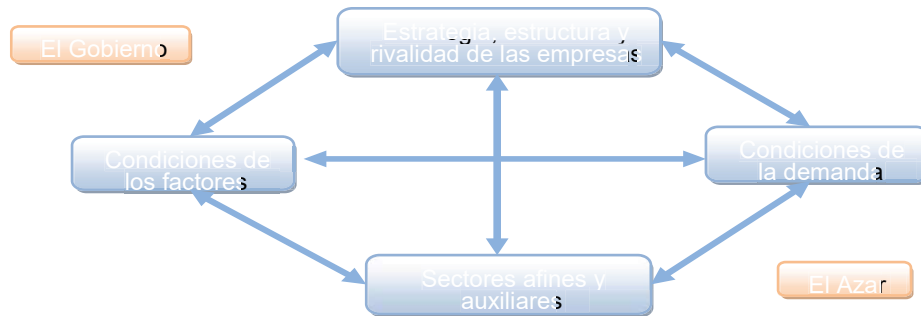 El Gobierno
Estrategia, estructura y
rivalidad de las empresas
Condiciones de
los factores
Condiciones de
la demanda
Sectores afines y
auxiliares
El Azar